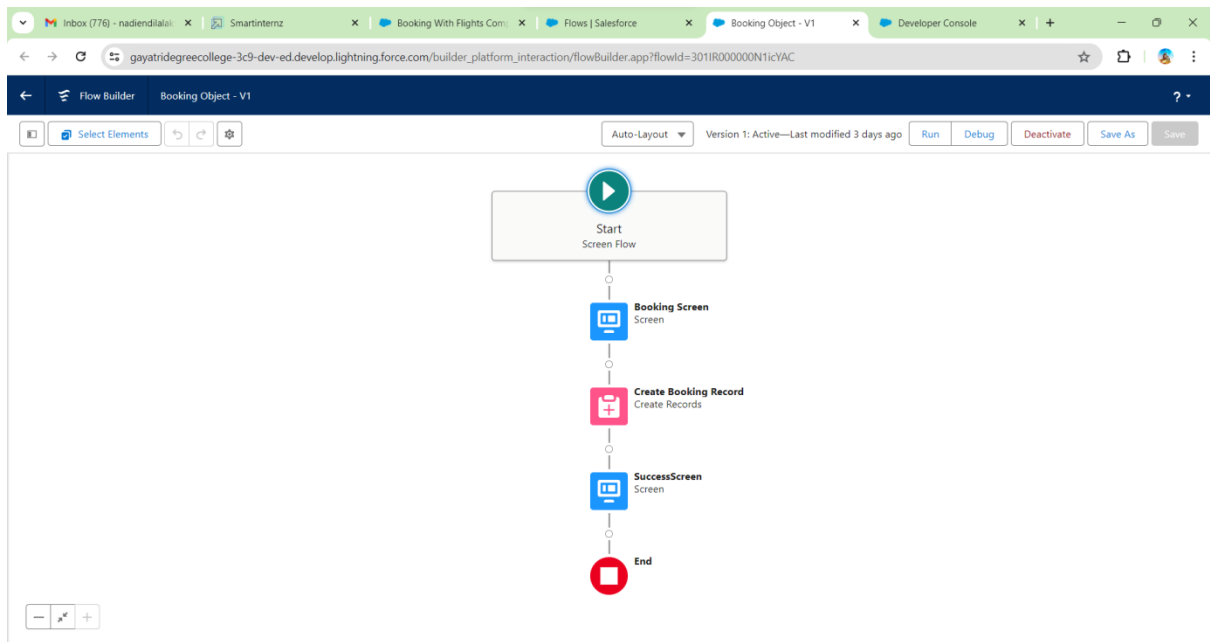 Inbox (776) - nadiendilalak
Smartinternz
Booking With Flights Comp
Flows | Salesforce
Booking Object - V1
Developer Console
gayatridegreecollege-3c9-dev-ed.develop.lightning.force.com/builder_platform_interaction/flowBuilder.app?flowId=301IR000000N1icYAC
Flow Builder Booking Object - V1 ?
Select Elements Auto-Layout Version 1: Active—Last modified 3 days ago Run Debug Deactivate Save As Save
Start
Screen Flow
Booking Screen
Screen
Create Booking Record
Create Records
SuccessScreen
Screen
End